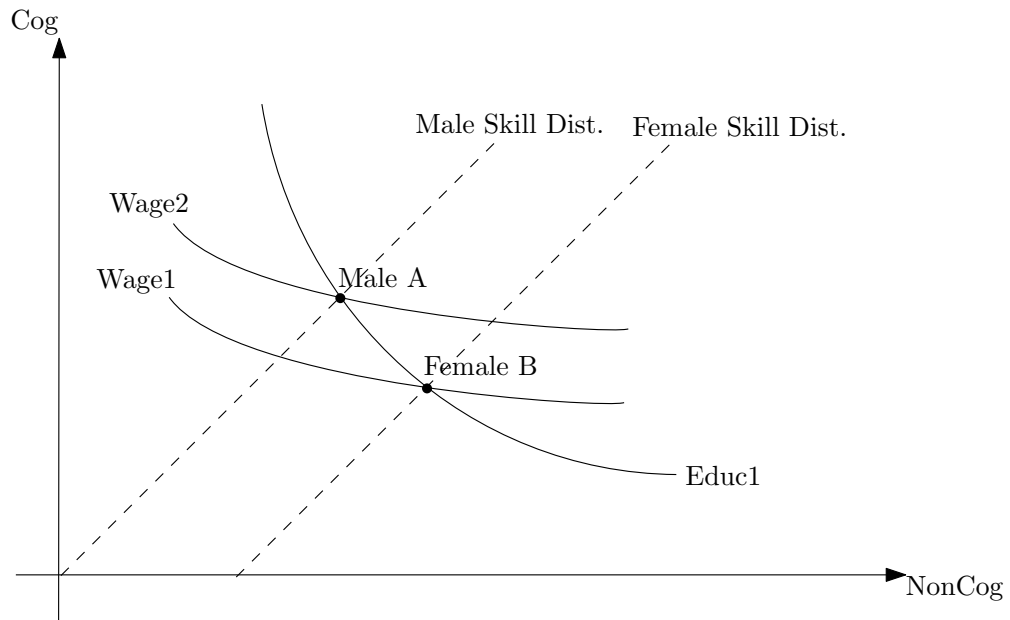 Cog
Male Skill Dist.
Female Skill Dist.
Wage2
Wage1
Male A
Female B
Educ1
NonCog